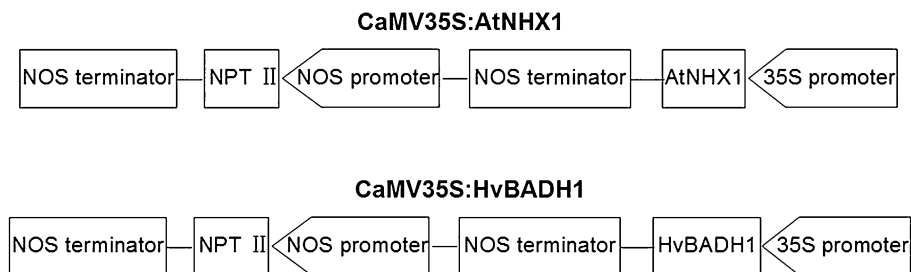 CaMV35S:AtNHX1
NOS terminator NPT Ⅱ NOS promoter NOS terminator AtNHX1 35S promoter
CaMV35S:HvBADH1
NOS terminator NPT Ⅱ NOS promoter NOS terminator HvBADH1 35S promoter